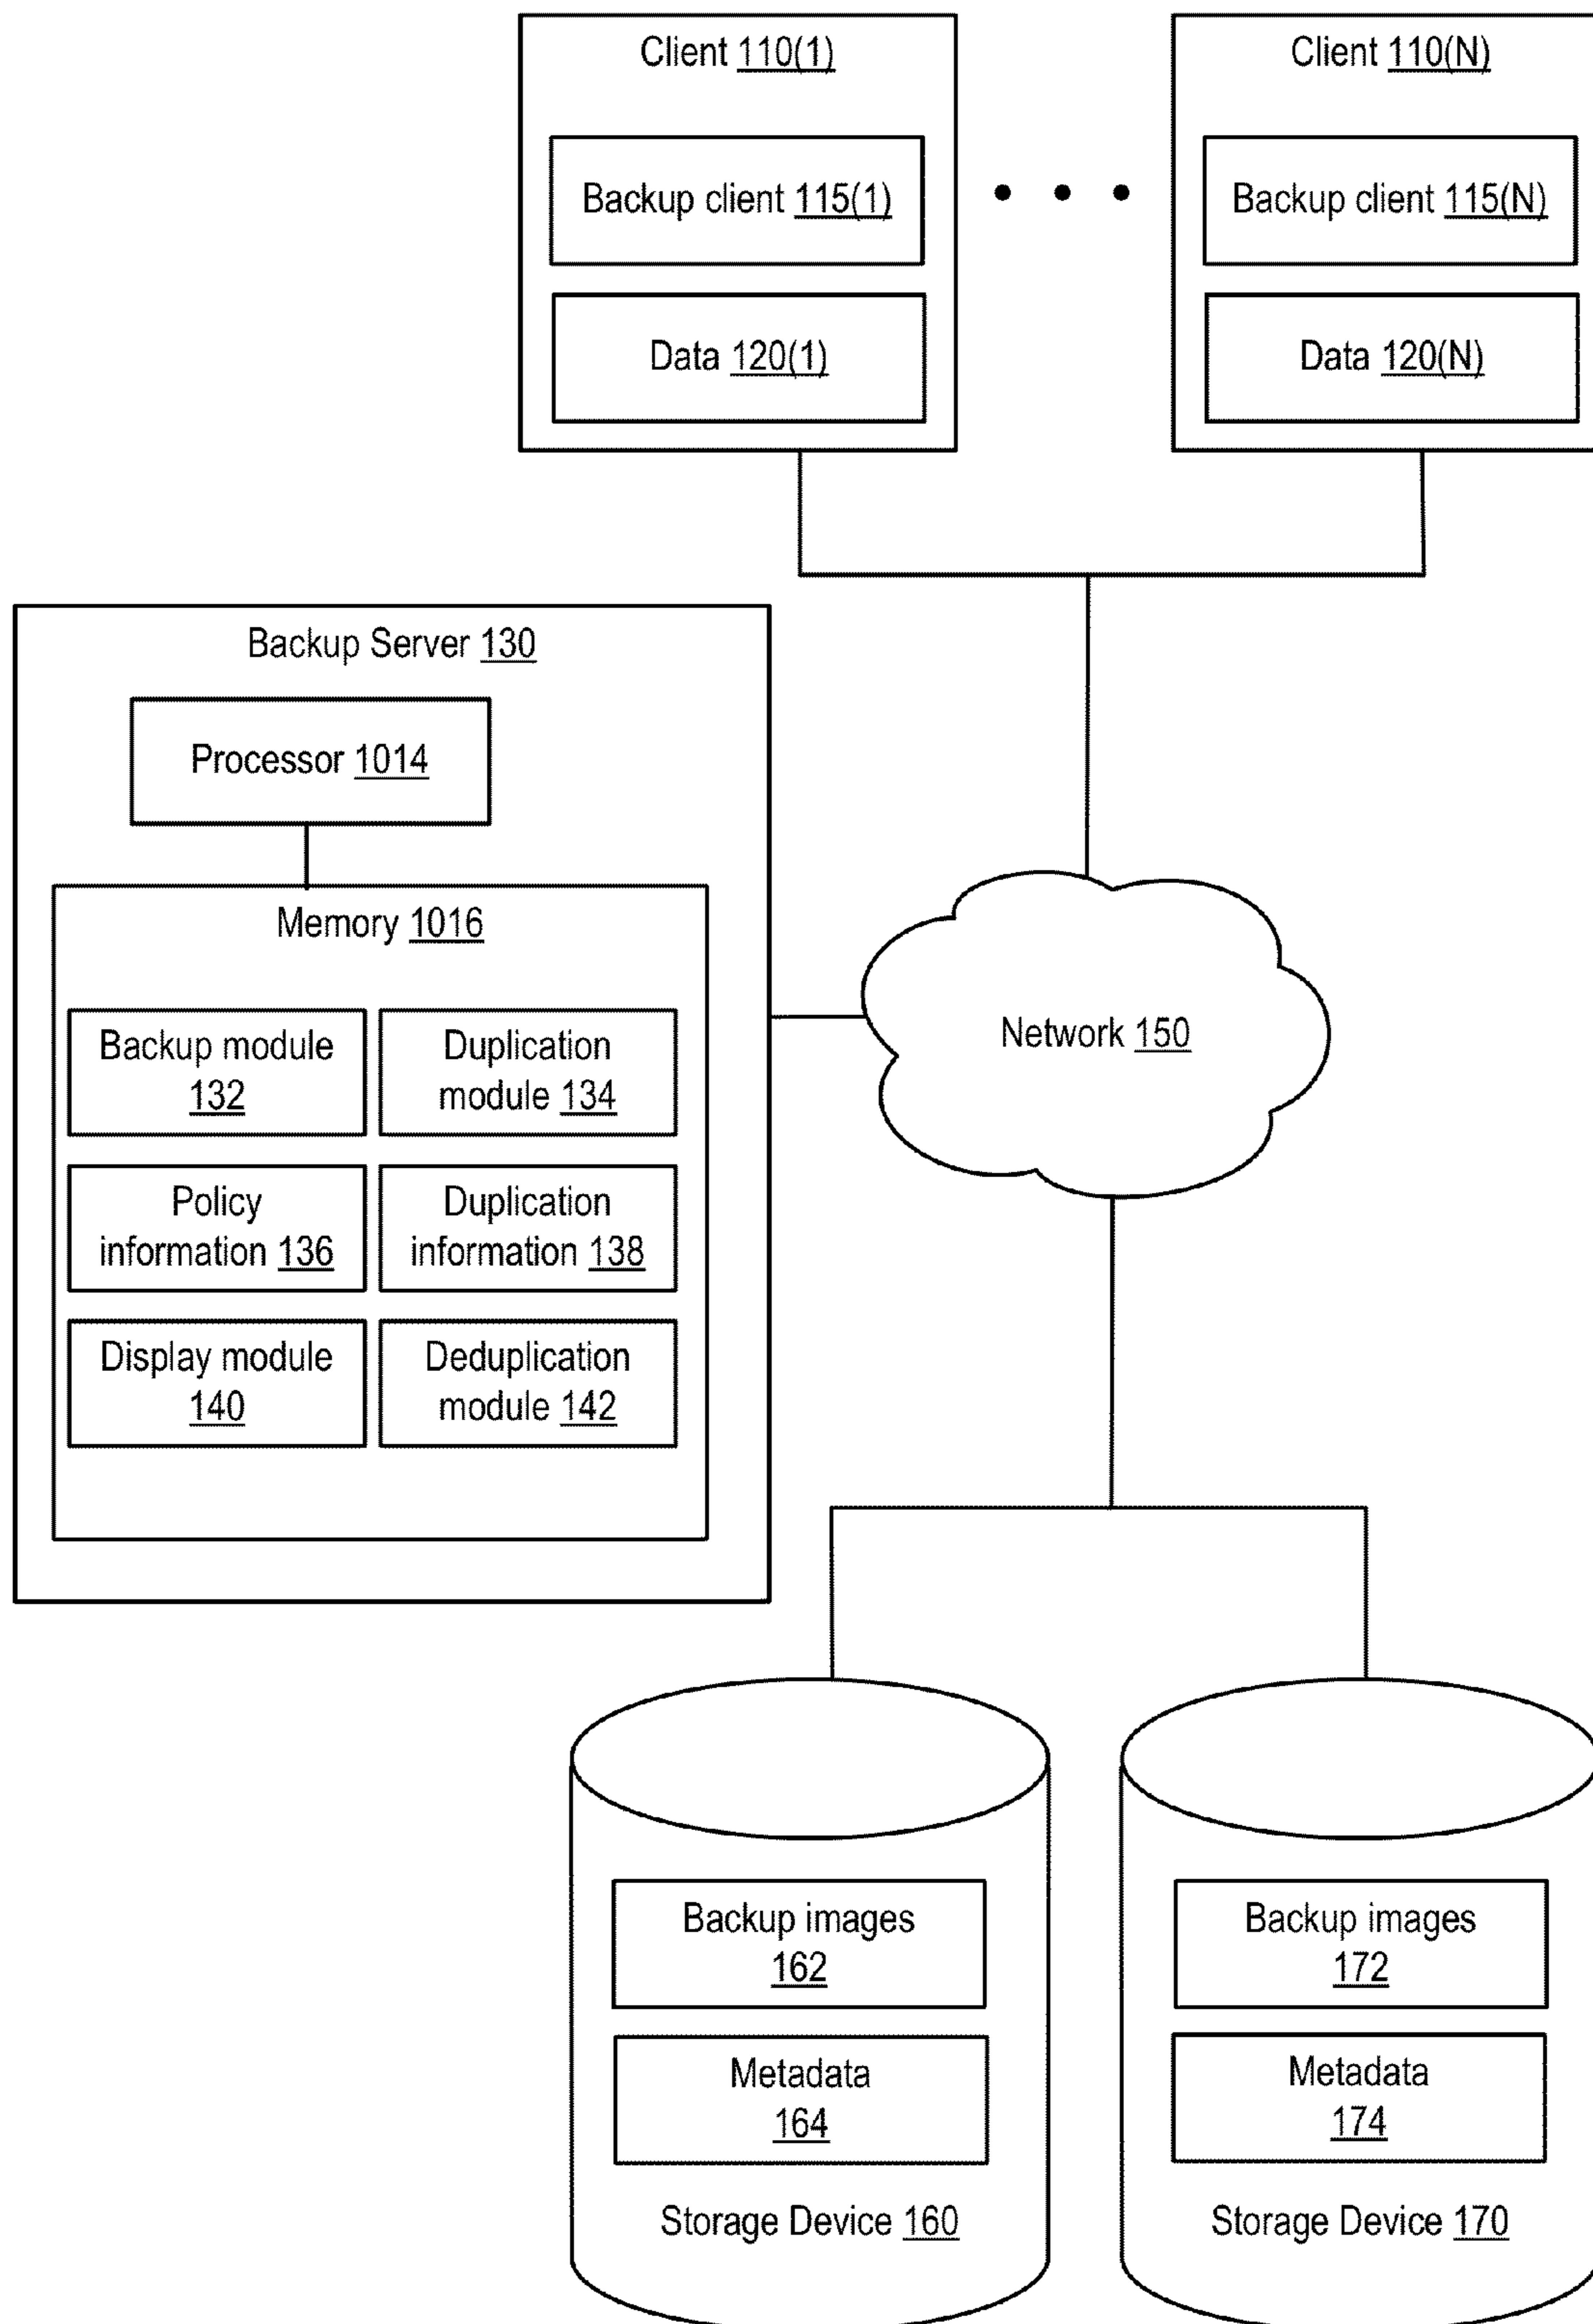 Client 110(1)
Backup client 115(1)
Data 120(1)
Client 110(N)
Backup client 115(N)
Data 120(N)
Backup Server 130
Processor 1014
Memory 1016
Backup module
132
Duplication
module 134
Policy
information 136
Duplication
information 138
Display module
140
Deduplication
module 142
Network 150
Backup images
162
Metadata
164
Storage Device 160
Backup images
172
Metadata
174
Storage Device 170